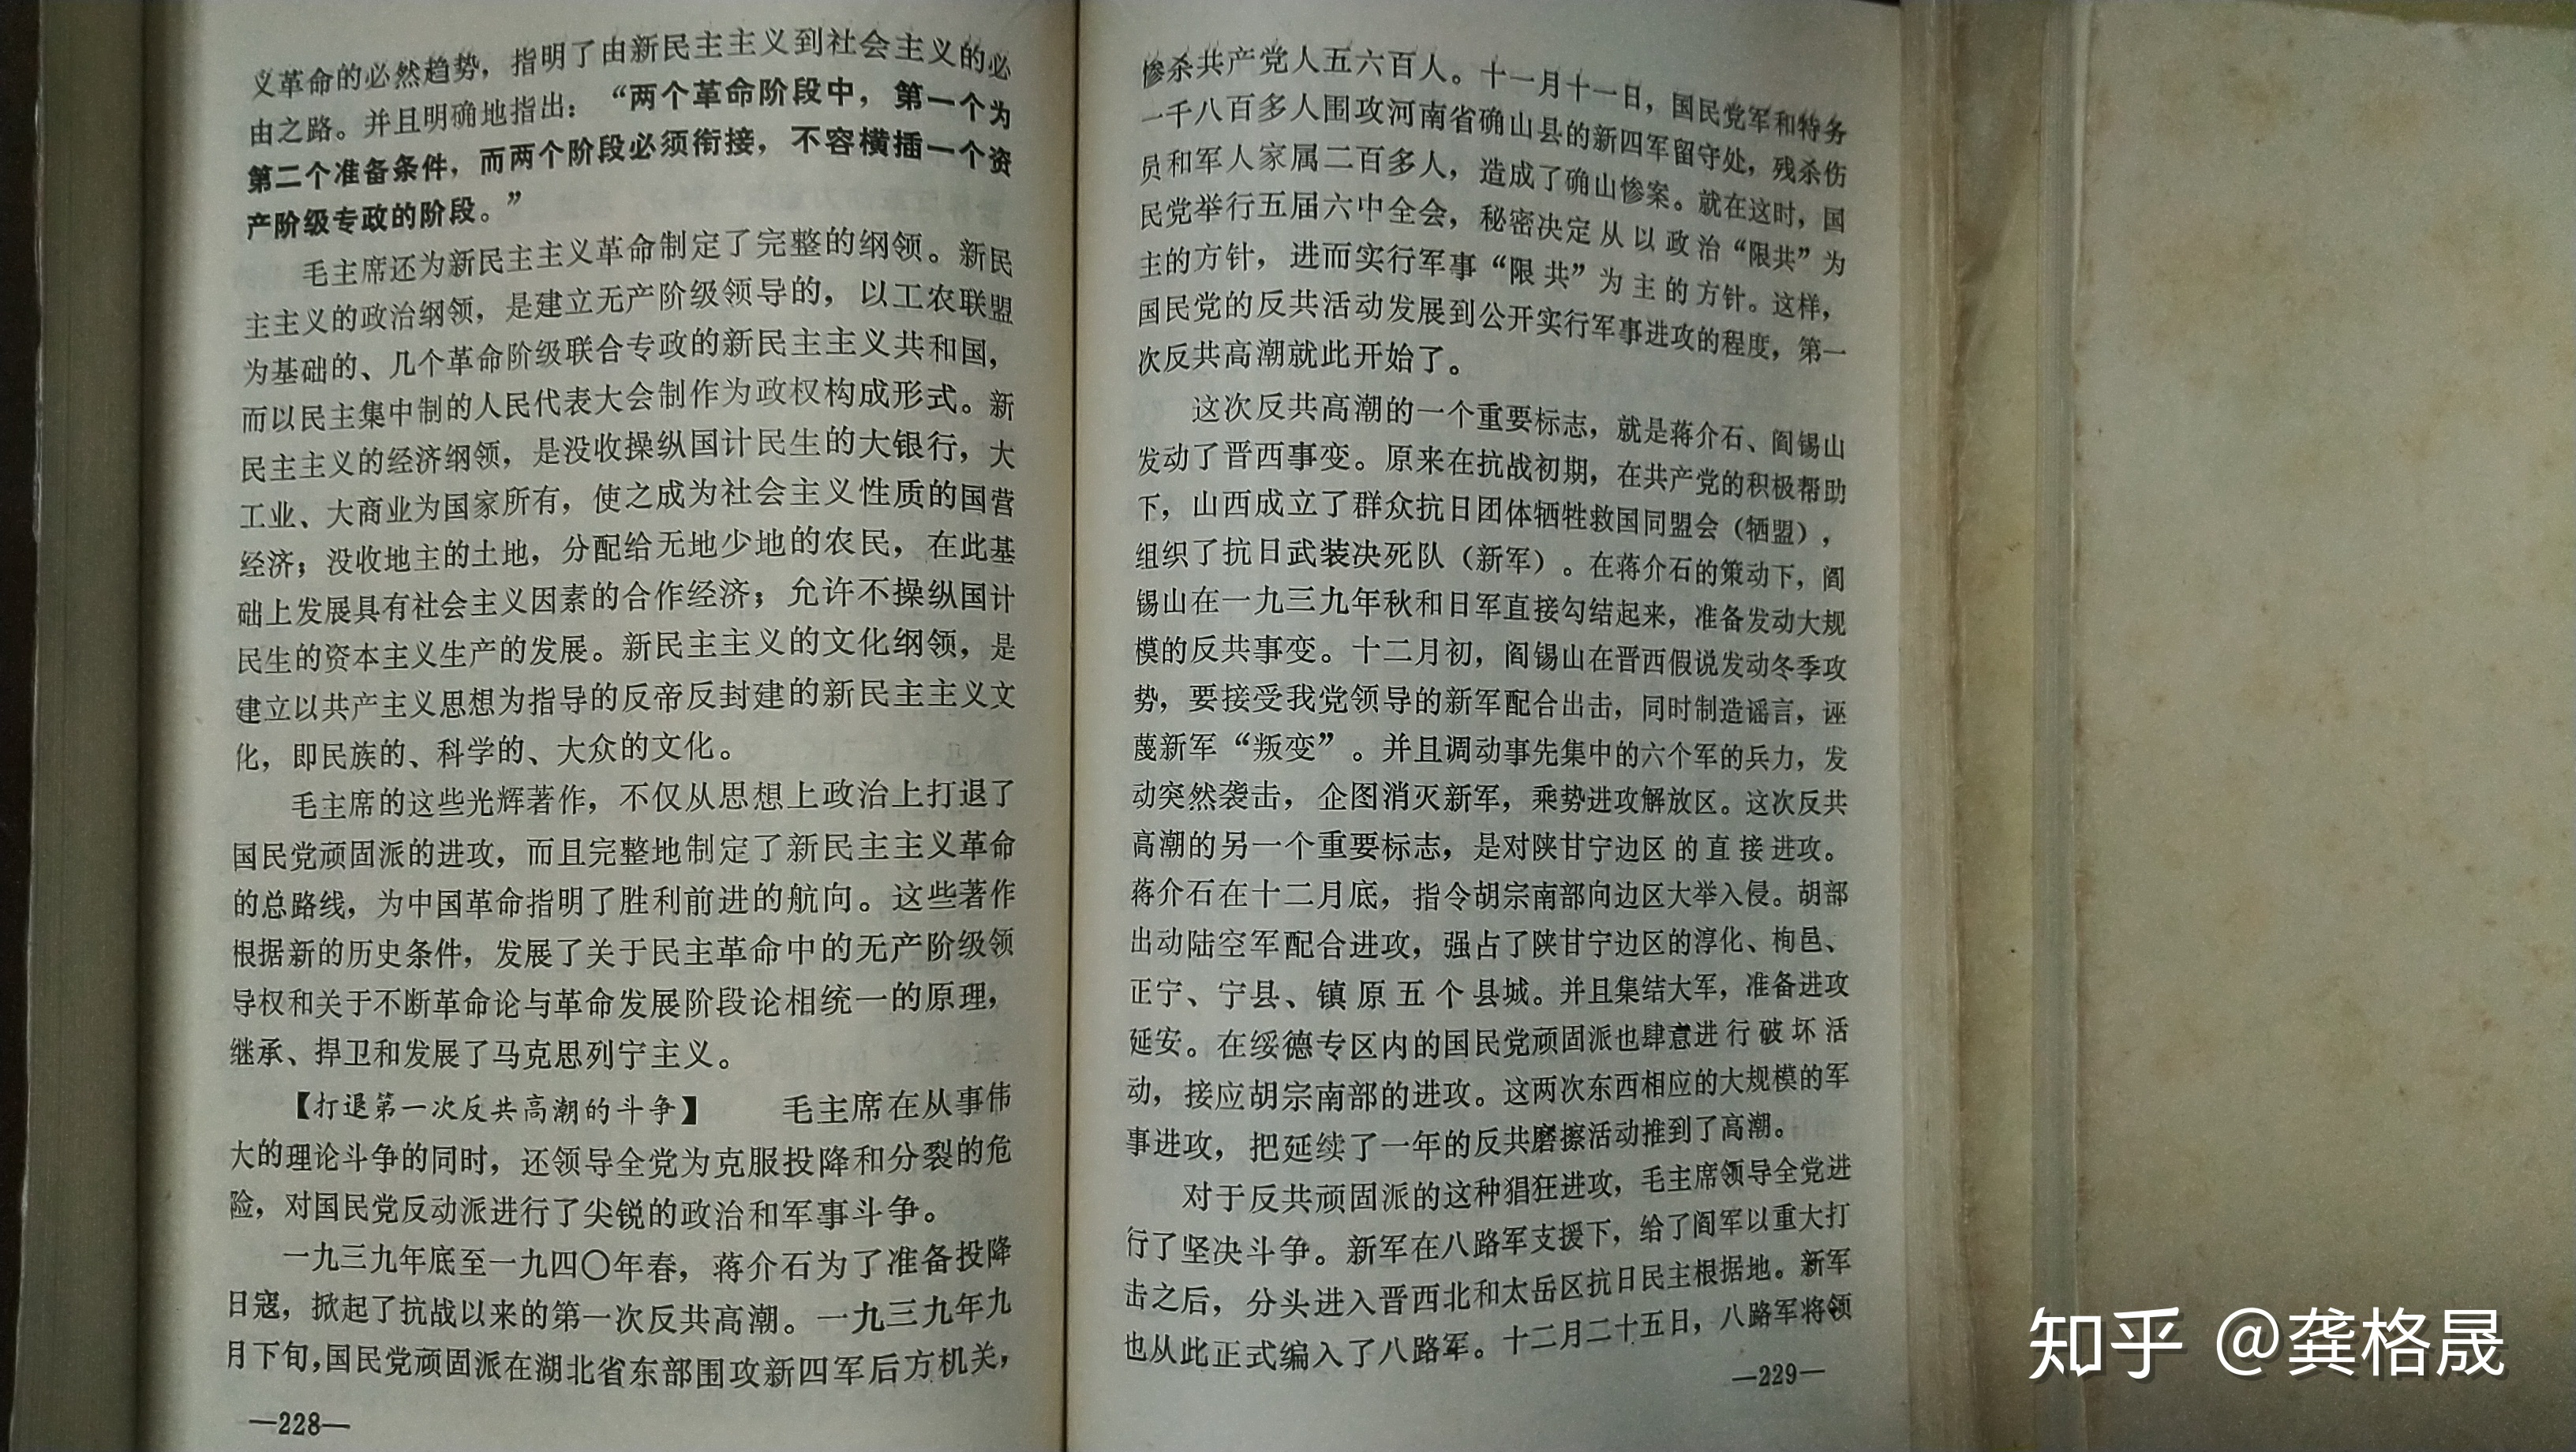 义革命的必然趋势，指明了由新民主主义到社会主义的必
由之路。并且明确地指出：“两个革命阶段中，第一个为
第二个准备条件，而两个阶段必须衔接，不容横插一个资
产阶级专政的阶段。”
毛主席还为新民主主义革命制定了完整的纲领。新民
主主义的政治纲领，是建立无产阶级领导的，以工农联盟
为基础的、几个革命阶级联合专政的新民主主义共和国，
而以民主集中制的人民代表大会制作为政权构成形式。新
民主主义的经济纲领，是没收操纵国计民生的大银行，大
工业、大商业为国家所有，使之成为社会主义性质的国营
经济；没收地主的土地，分配给无地少地的农民，在此基
础上发展具有社会主义因素的合作经济；允许不操纵国计
民生的资本主义生产的发展。新民主主义的文化纲领，是
建立以共产主义思想为指导的反帝反封建的新民主主义文
化，即民族的、科学的、大众的文化。
毛主席的这些光辉著作，不仅从思想上政治上打退了
国民党顽固派的进攻，而且完整地制定了新民主主义革命
的总路线，为中国革命指明了胜利前进的航向。这些著作
根据新的历史条件，发展了关于民主革命中的无产阶级领
导权和关于不断革命论与革命发展阶段论相统一的原理，
继承、捍卫和发展了马克思列宁主义。
【打退第一次反共高潮的斗争】 毛主席在从事伟
大的理论斗争的同时，还领导全党为克服投降和分裂的危
险，对国民党反动派进行了尖锐的政治和军事斗争。
一九三九年底至一九四〇年春，蒋介石为了准备投降
日寇，掀起了抗战以来的第一次反共高潮。一九三九年九
月下旬，国民党顽固派在湖北省东部围攻新四军后方机关，
—228—
惨杀共产党人五六百人。十一月十一日，国民党军和特务
一千八百多人围攻河南省确山县的新四军留守处，残杀伤
员和军人家属二百多人，造成了确山惨案。就在这时，国
民党举行五届六中全会，秘密决定从以政治“限共”为
主的方针，进而实行军事“限共”为主的方针。这样，
国民党的反共活动发展到公开实行军事进攻的程度，第一
次反共高潮就此开始了。
这次反共高潮的一个重要标志，就是蒋介石、阎锡山
发动了晋西事变。原来在抗战初期，在共产党的积极帮助
下，山西成立了群众抗日团体牺牲救国同盟会（牺盟），
组织了抗日武装决死队（新军）。在蒋介石的策动下，阎
锡山在一九三九年秋和日军直接勾结起来，准备发动大规
模的反共事变。十二月初，阎锡山在晋西假说发动冬季攻
势，要接受我党领导的新军配合出击，同时制造谣言，诬
蔑新军“叛变”。并且调动事先集中的六个军的兵力，发
动突然袭击，企图消灭新军，乘势进攻解放区。这次反共
高潮的另一个重要标志，是对陕甘宁边区的直接进攻。
蒋介石在十二月底，指令胡宗南部向边区大举入侵。胡部
出动陆空军配合进攻，强占了陕甘宁边区的淳化、栒邑、
正宁、宁县、镇原五个县城。并且集结大军，准备进攻
延安。在绥德专区内的国民党顽固派也肆意进行破坏活
动，接应胡宗南部的进攻。这两次东西相应的大规模的军
事进攻，把延续了一年的反共磨擦活动推到了高潮。
对于反共顽固派的这种猖狂进攻，毛主席领导全党进
行了坚决斗争。新军在八路军支援下，给了阎军以重大打
击之后，分头进入晋西北和太岳区抗日民主根据地。新军
也从此正式编入了八路军。十二月二十五日，八路军将领
—229—
知乎 @龚格晟